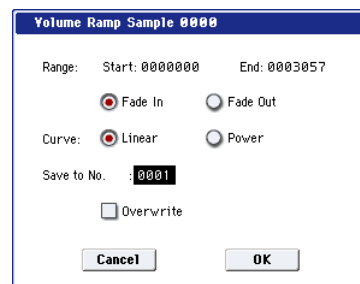 Volume Ramp Sample 0000
Range: Start: 0000000 End: 0003057
Fade In Fade Out
Curve: Linear Power
Save to No. :0001
Overwrite
Cancel OK